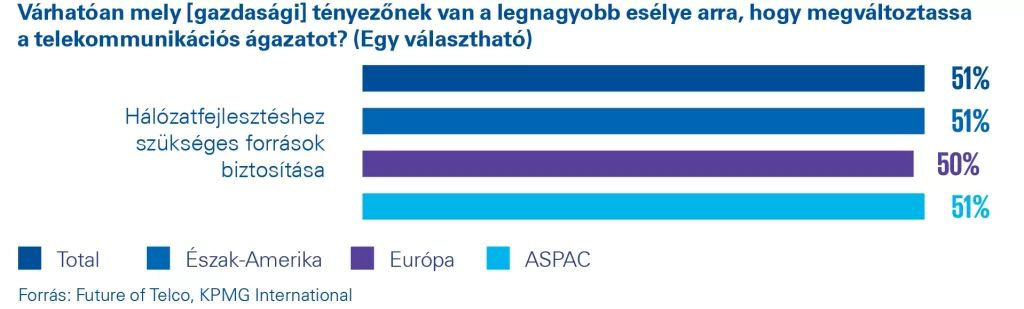 Várhatóan mely [gazdasági] tényezőnek van a legnagyobb esélye arra, hogy megváltoztassa
a telekommunikációs ágazatot? (Egy választható)
51%
Hálózatfejlesztéshez
szükséges források
biztosítása
51%
50%
51%
Total Észak-Amerika Európa ASPAC
Forrás: Future of Telco, KPMG International